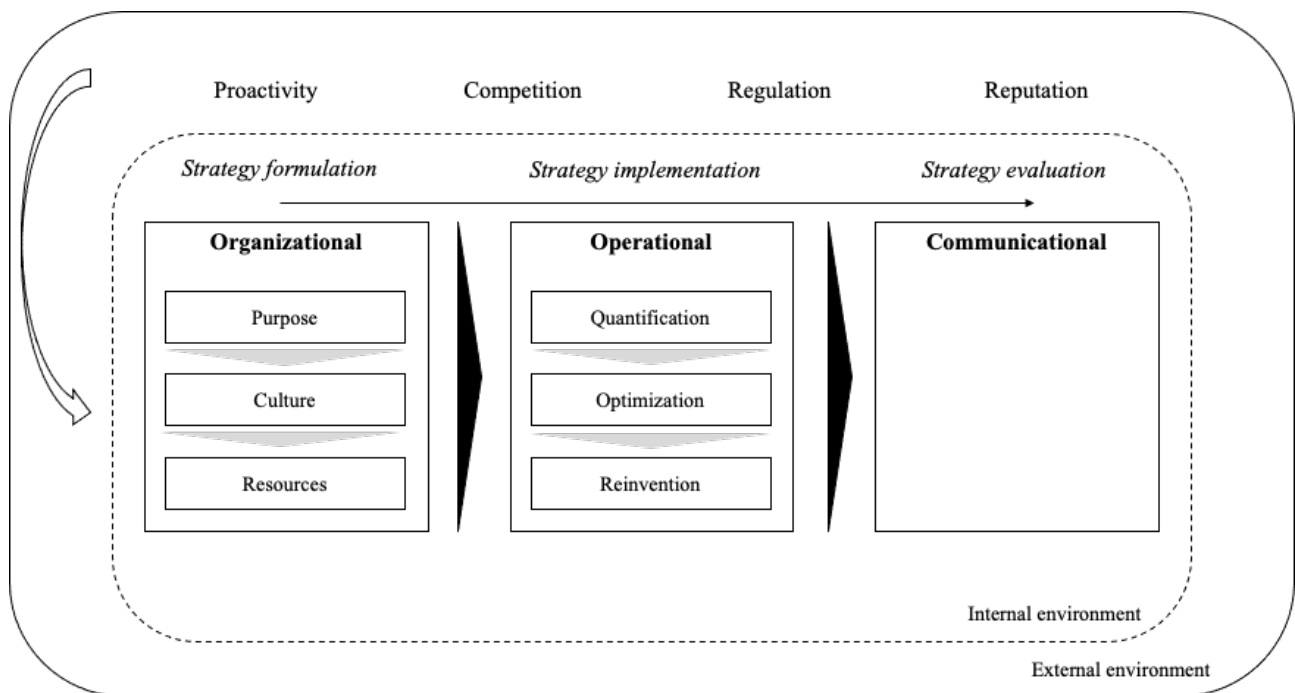 Proactivity Competition Regulation Reputation
Strategy formulation Strategy implementation Strategy evaluation
Organizational Operational Communicational
Purpose Quantification
Culture Optimization
Resources Reinvention
Internal environment
External environment